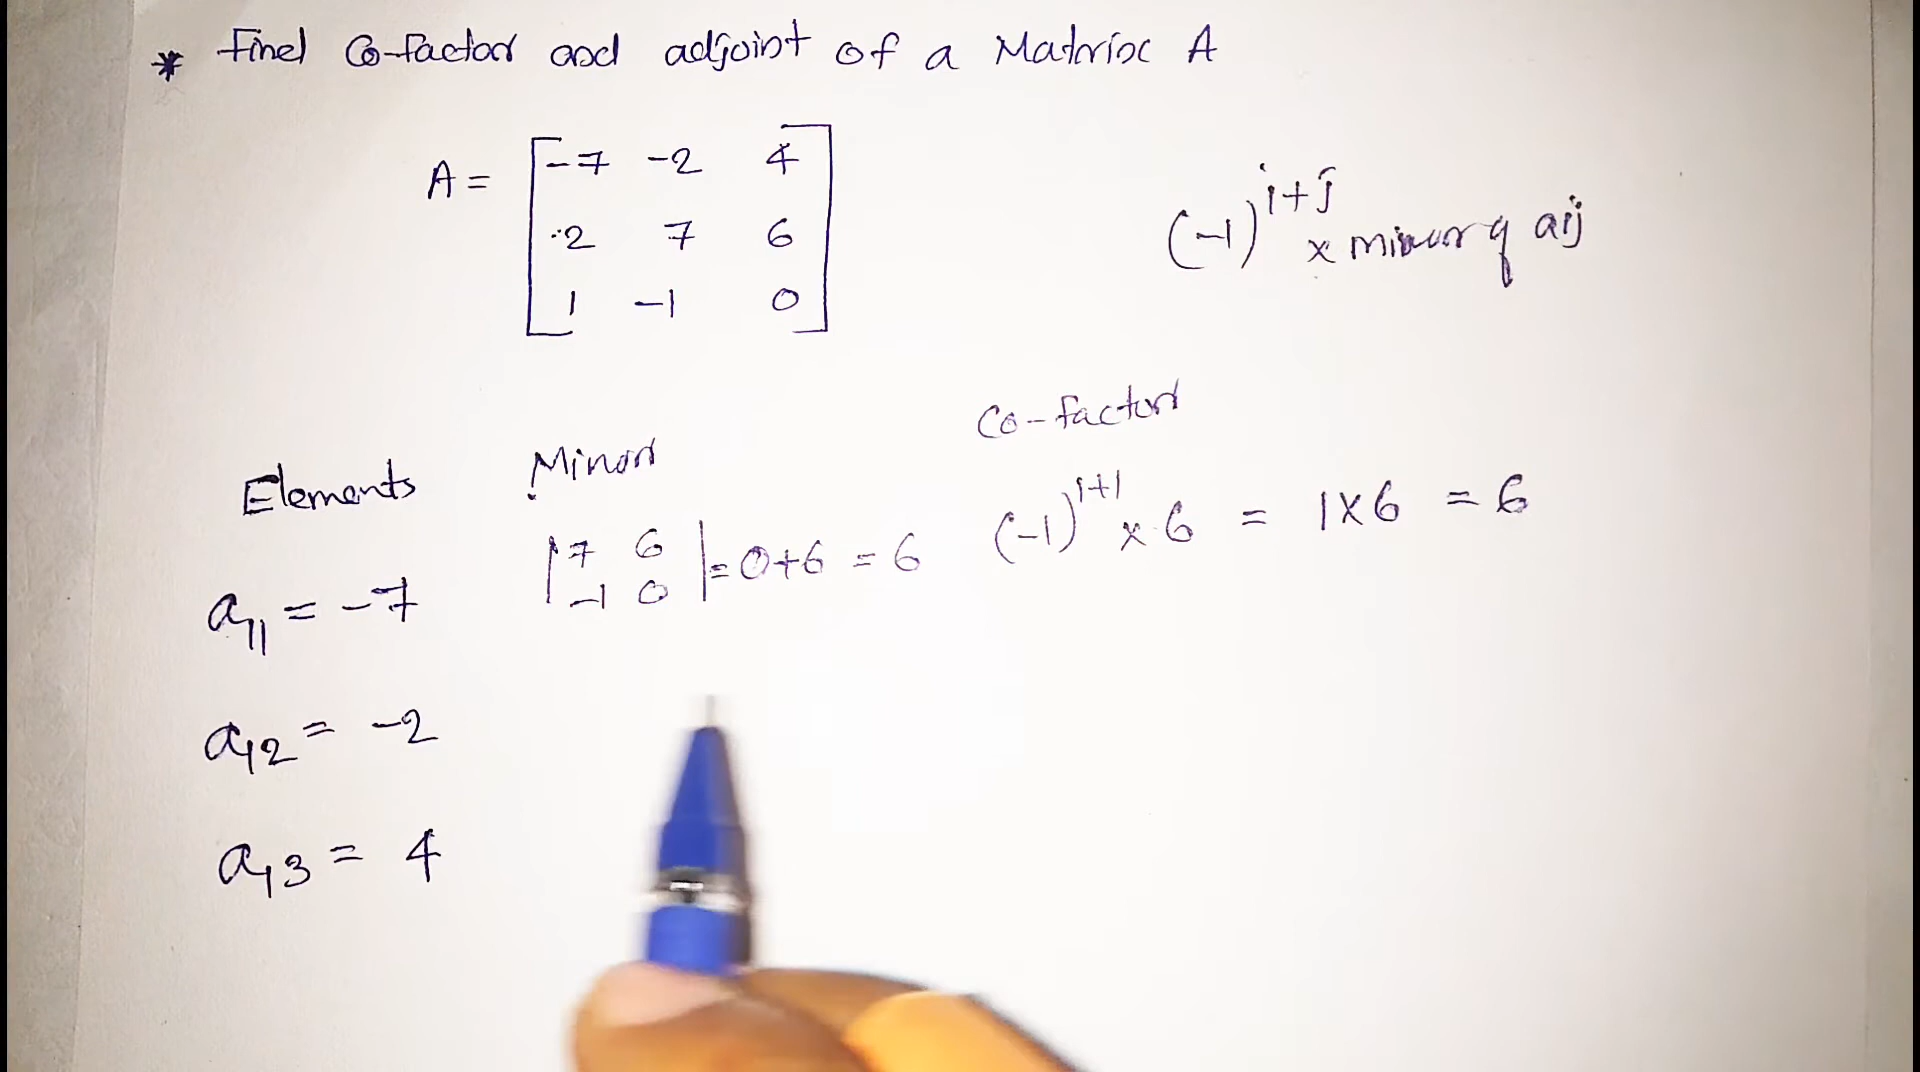 * Find Co-factor and adjoint of a Matrix A
A = [ -7 -2 4
2 7 6
1 -1 0 ]
(-1)^{i+j} x minor of aij
Elements Minor Co-factor
a11 = -7 | 7 6 | = 0+6 = 6 (-1)^{1+1} x 6 = 1x6 = 6
-1 0
a12 = -2
a13 = 4